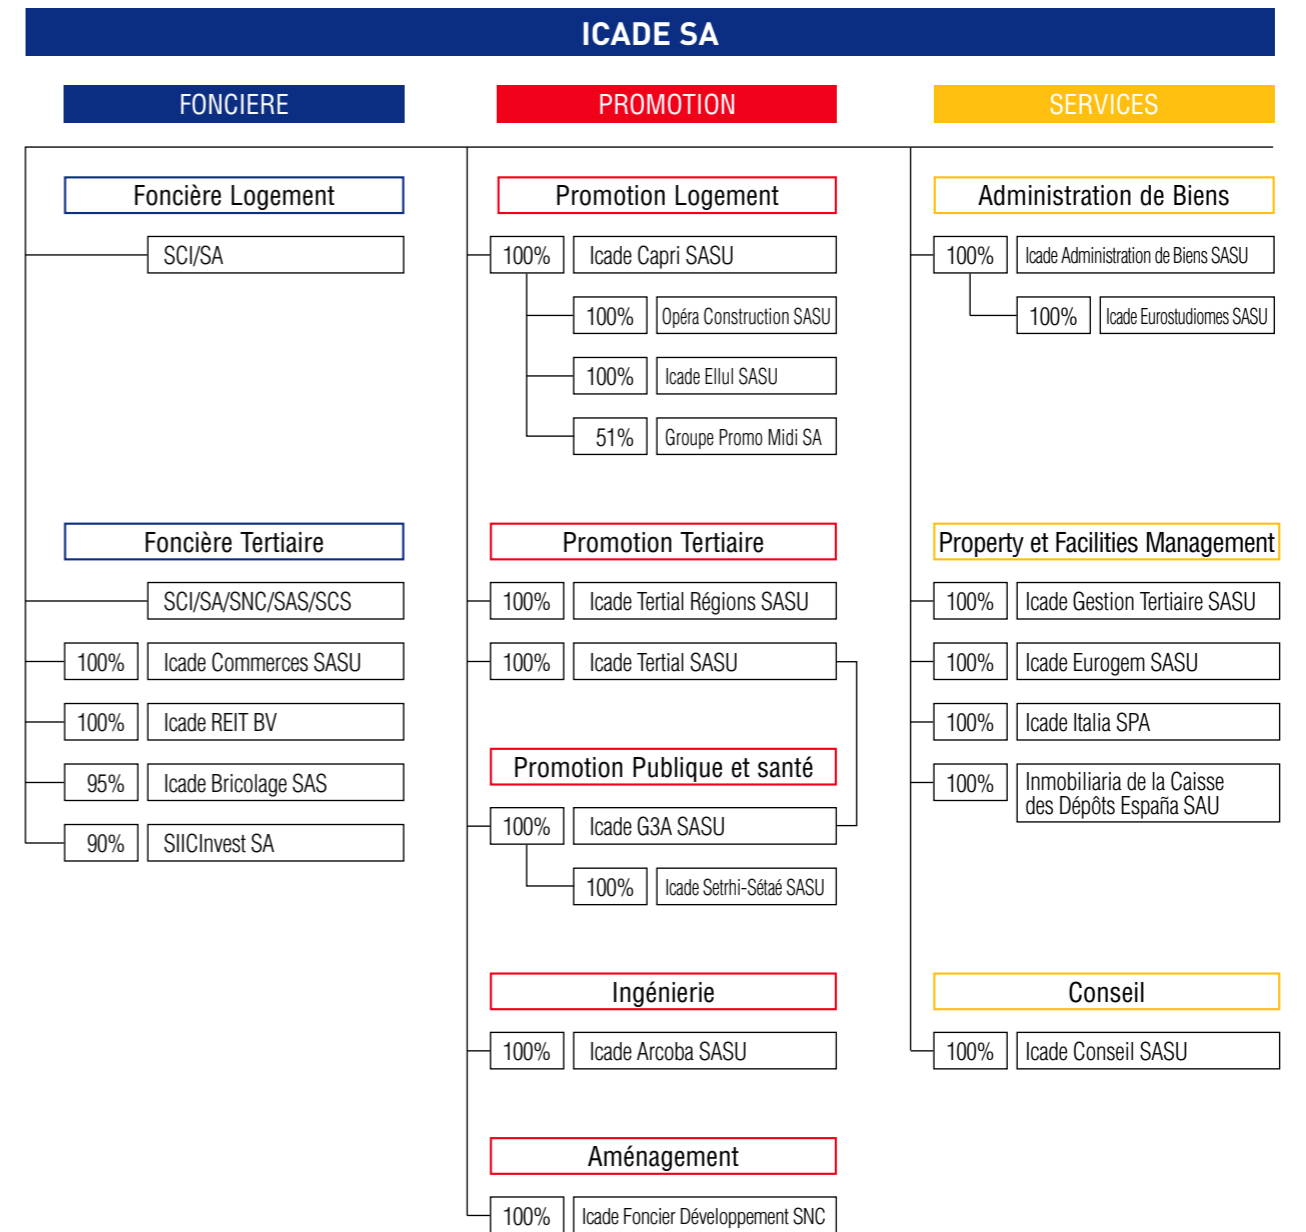 ICADE SA
FONCIERE
Foncière Logement
SCI/SA
Foncière Tertiaire
SCI/SA/SNC/SAS/SCS
100% Icade Commerces SASU
100% Icade REIT BV
95% Icade Bricolage SAS
90% SIICInvest SA
PROMOTION
Promotion Logement
100% Icade Capri SASU
100% Opéra Construction SASU
100% Icade Ellul SASU
51% Groupe Promo Midi SA
Promotion Tertiaire
100% Icade Tertial Régions SASU
100% Icade Tertial SASU
Promotion Publique et santé
100% Icade G3A SASU
100% Icade Setrhi-Sétaé SASU
Ingénierie
100% Icade Arcoba SASU
Aménagement
100% Icade Foncier Développement SNC
SERVICES
Administration de Biens
100% Icade Administration de Biens SASU
100% Icade Eurostudiomes SASU
Property et Facilities Management
100% Icade Gestion Tertiaire SASU
100% Icade Eurogem SASU
100% Icade Italia SPA
100% Inmobiliaria de la Caisse
des Dépôts España SAU
Conseil
100% Icade Conseil SASU